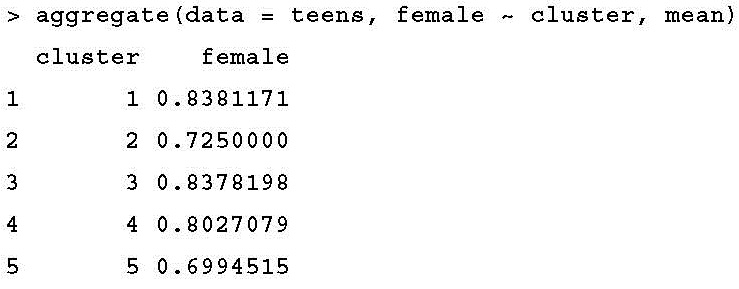 > aggregate(data = teens, female ~ cluster, mean)
cluster female
1 1 0.8381171
2 2 0.7250000
3 3 0.8378198
4 4 0.8027079
5 5 0.6994515